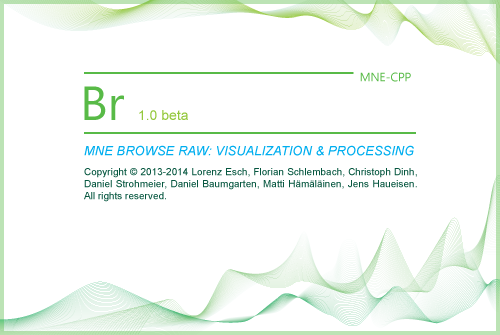 MNE-CPP
Br 1.0 beta
MNE BROWSE RAW: VISUALIZATION & PROCESSING
Copyright © 2013-2014 Lorenz Esch, Florian Schlembach, Christoph Dinh,
Daniel Strohmeier, Daniel Baumgarten, Matti Hämäläinen, Jens Haueisen.
All rights reserved.